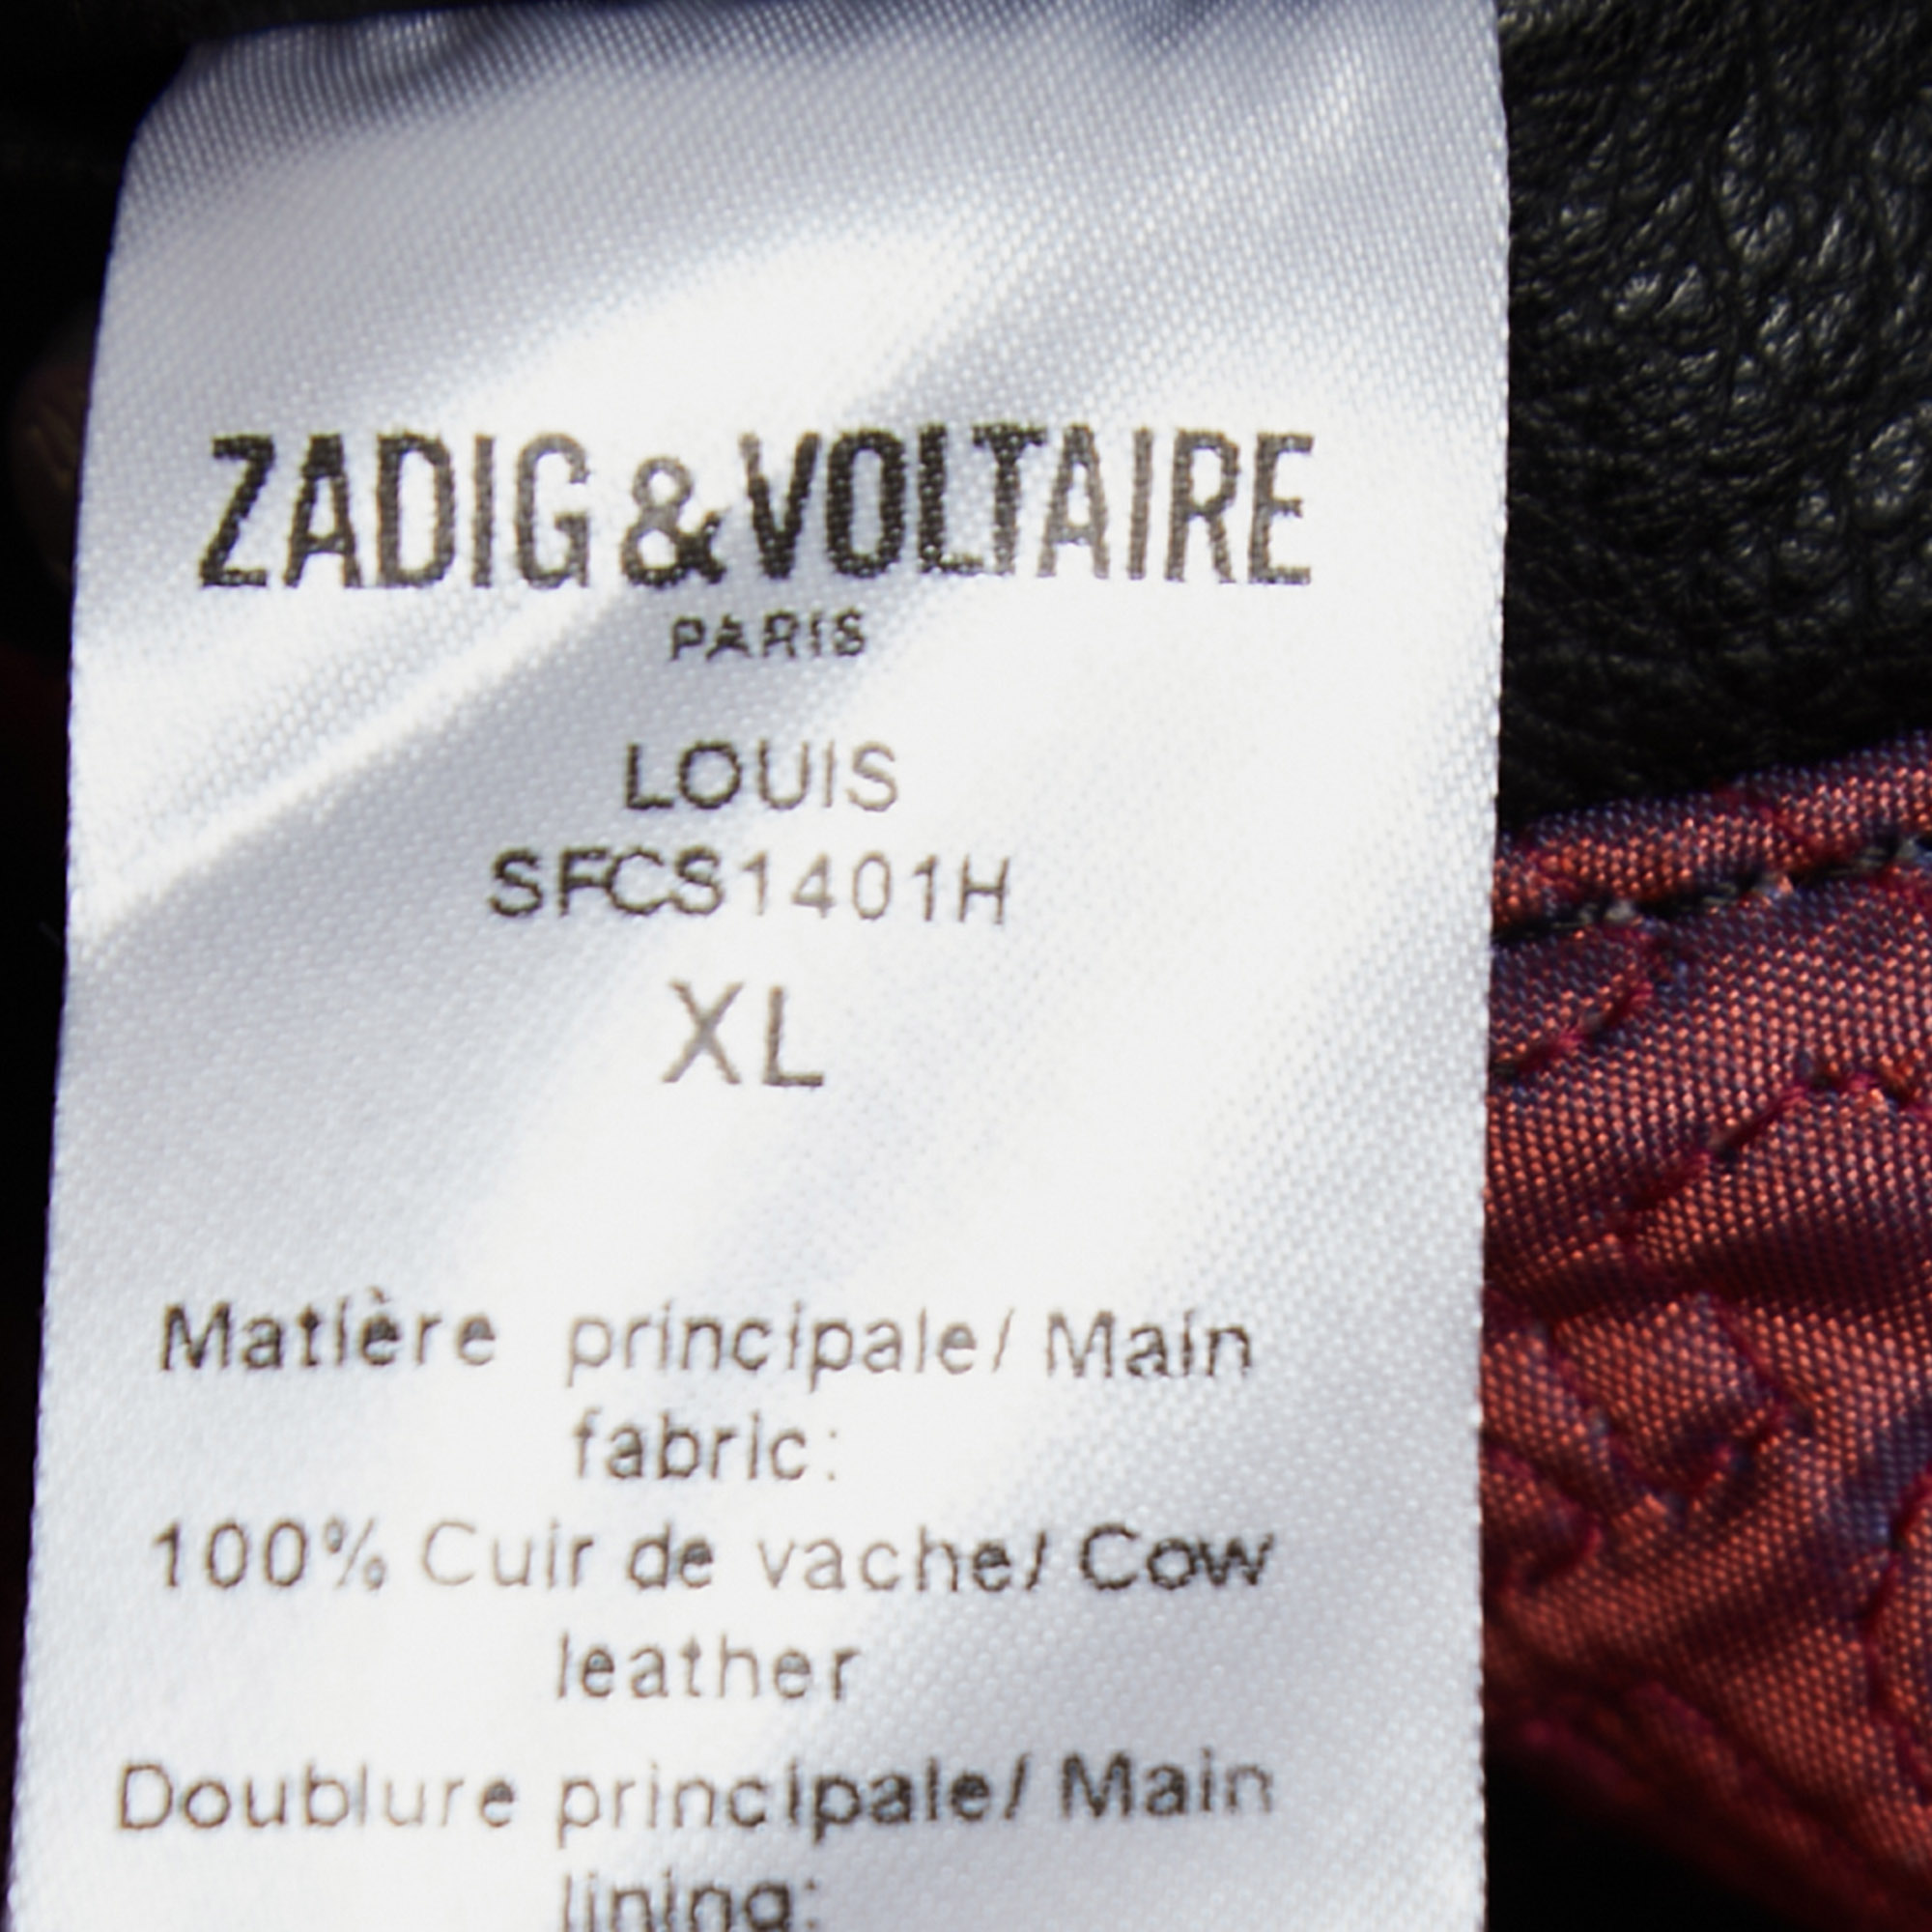 ZADIG & VOLTAIRE
PARIS
LOUIS
SFCS1401H
XL
Matière principale/ Main
fabric:
100% Cuir de vache/ Cow
leather
Doublure principale/ Main
lining: